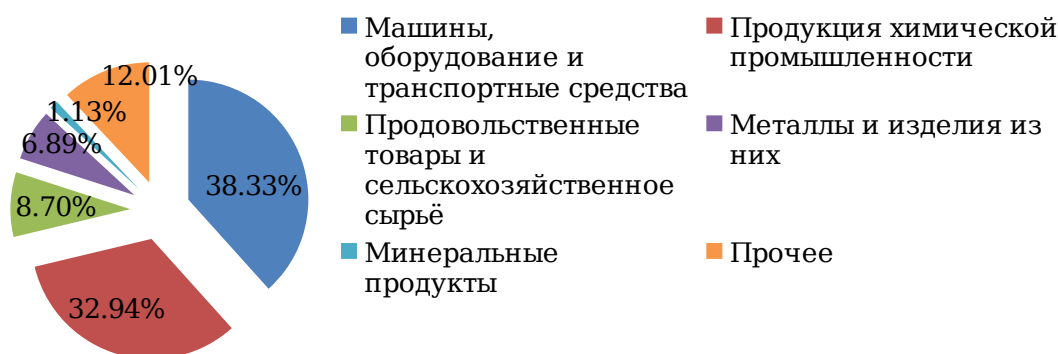 38.33%
32.94%
8.70%
6.89%
1.13%
12.01%
Машины,
оборудование и
транспортные средства
Продукция химической
промышленности
Продовольственные
товары и
сельскохозяйственное
сырьё
Металлы и изделия из
них
Минеральные
продукты
Прочее